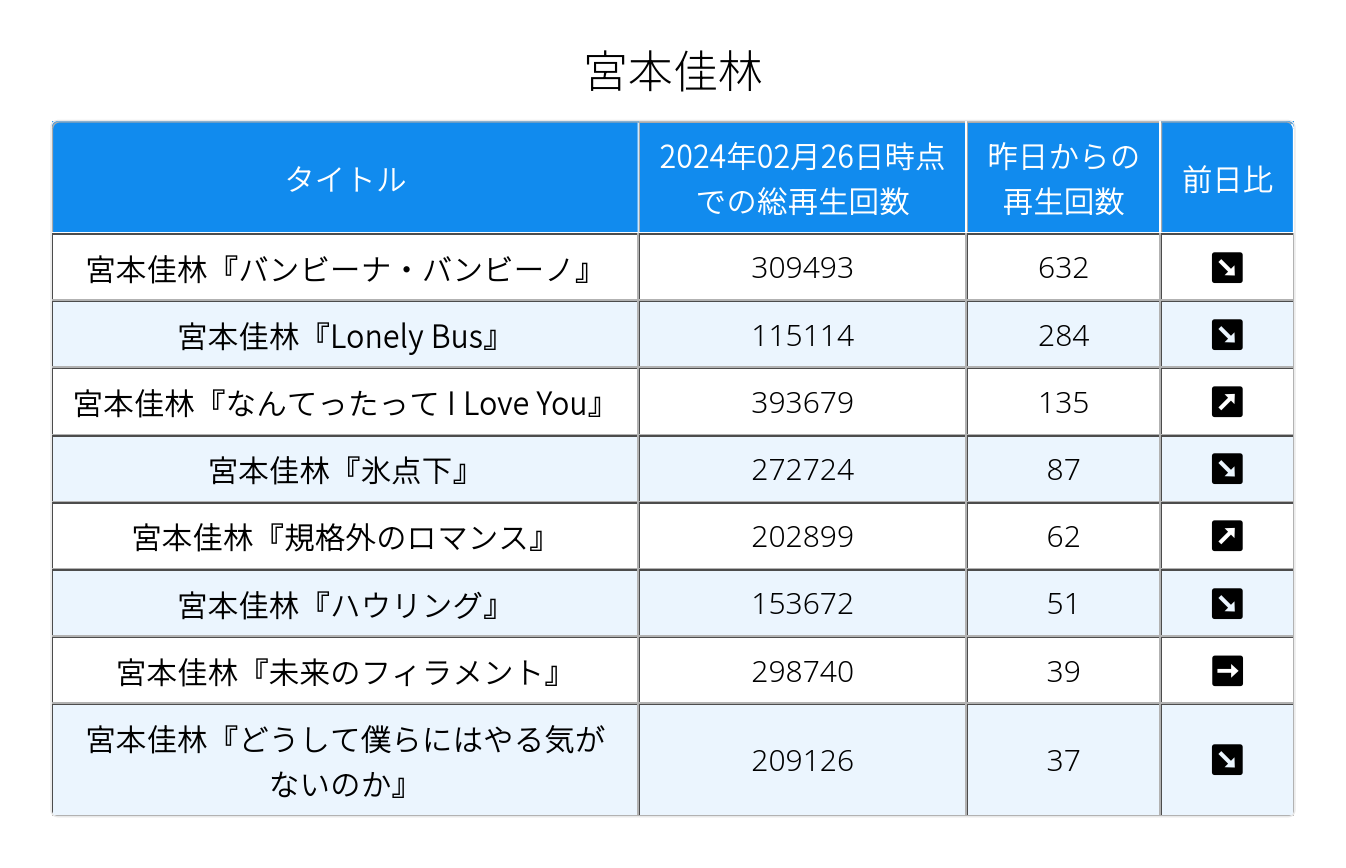 宮本佳林
タイトル
2024年02月26日時点
での総再生回数
昨日からの
再生回数
前日比
宮本佳林『バンビーナ・バンビーノ』 309493 632 ↘
宮本佳林『Lonely Bus』 115114 284 ↘
宮本佳林『なんてったって I Love You』 393679 135 ↗
宮本佳林『氷点下』 272724 87 ↘
宮本佳林『規格外のロマンス』 202899 62 ↗
宮本佳林『ハウリング』 153672 51 ↘
宮本佳林『未来のフィラメント』 298740 39 →
宮本佳林『どうして僕らにはやる気が
ないのか』 209126 37 ↘